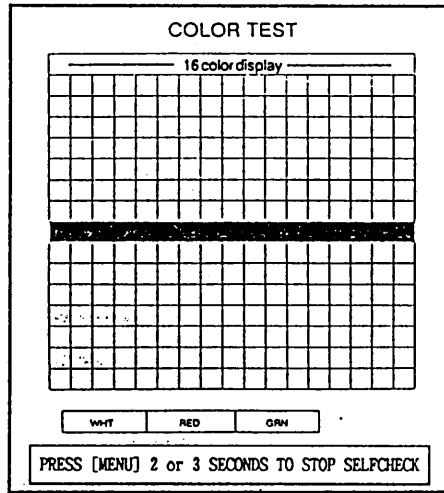 COLOR TEST
16 color display
WHT RED GRN
PRESS [MENU] 2 or 3 SECONDS TO STOP SELFCHECK